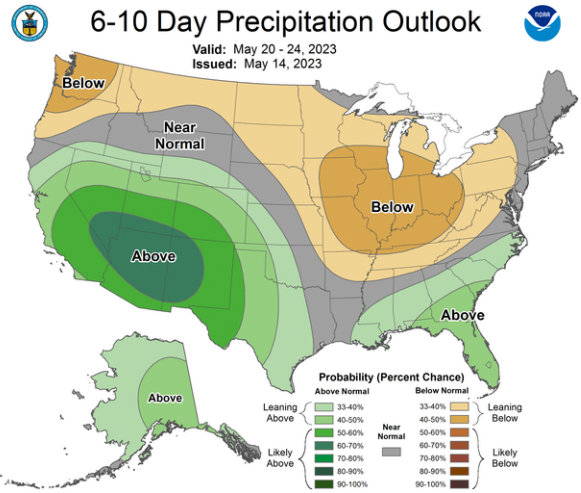 6-10 Day Precipitation Outlook
NOAA
Valid: May 20 - 24, 2023
Issued: May 14, 2023
Below
Near
Normal
Below
Above
Above
Above
Probability (Percent Chance)
Above Normal
Below Normal
Leaning
Above
33-40%
40-50%
Likely
Above
50-60%
60-70%
70-80%
80-90%
90-100%
Near
Normal
33-40%
40-50%
Leaning
Below
50-60%
60-70%
70-80%
80-90%
90-100%
Likely
Below